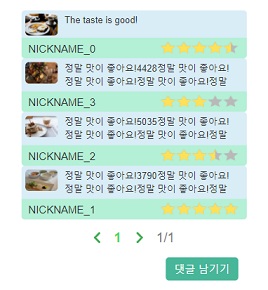 The taste is good!
NICKNAME_0
정말 맛이 좋아요!4428정말 맛이 좋아요!
정말 맛이 좋아요!정말 맛이 좋아요!정말
NICKNAME_3
정말 맛이 좋아요!5035정말 맛이 좋아요!
정말 맛이 좋아요!정말 맛이 좋아요!정말
NICKNAME_2
정말 맛이 좋아요!3790정말 맛이 좋아요!
정말 맛이 좋아요!정말 맛이 좋아요!정말
NICKNAME_1
1 1/1
댓글 남기기